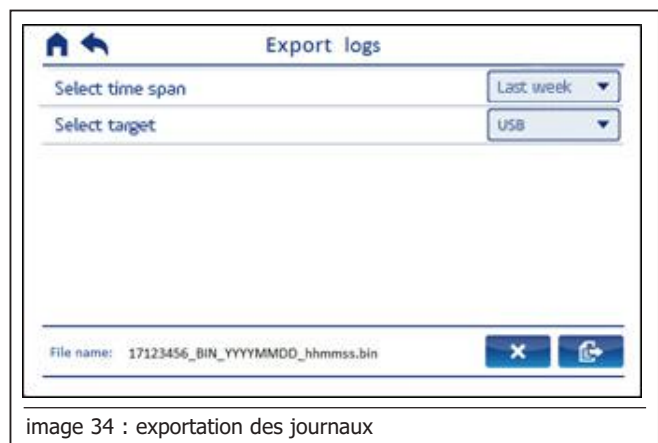 Export logs
Select time span Last week
Select target USB
File name: 17123456_BIN_YYYYMMDD_hhmmss.bin
image 34 : exportation des journaux